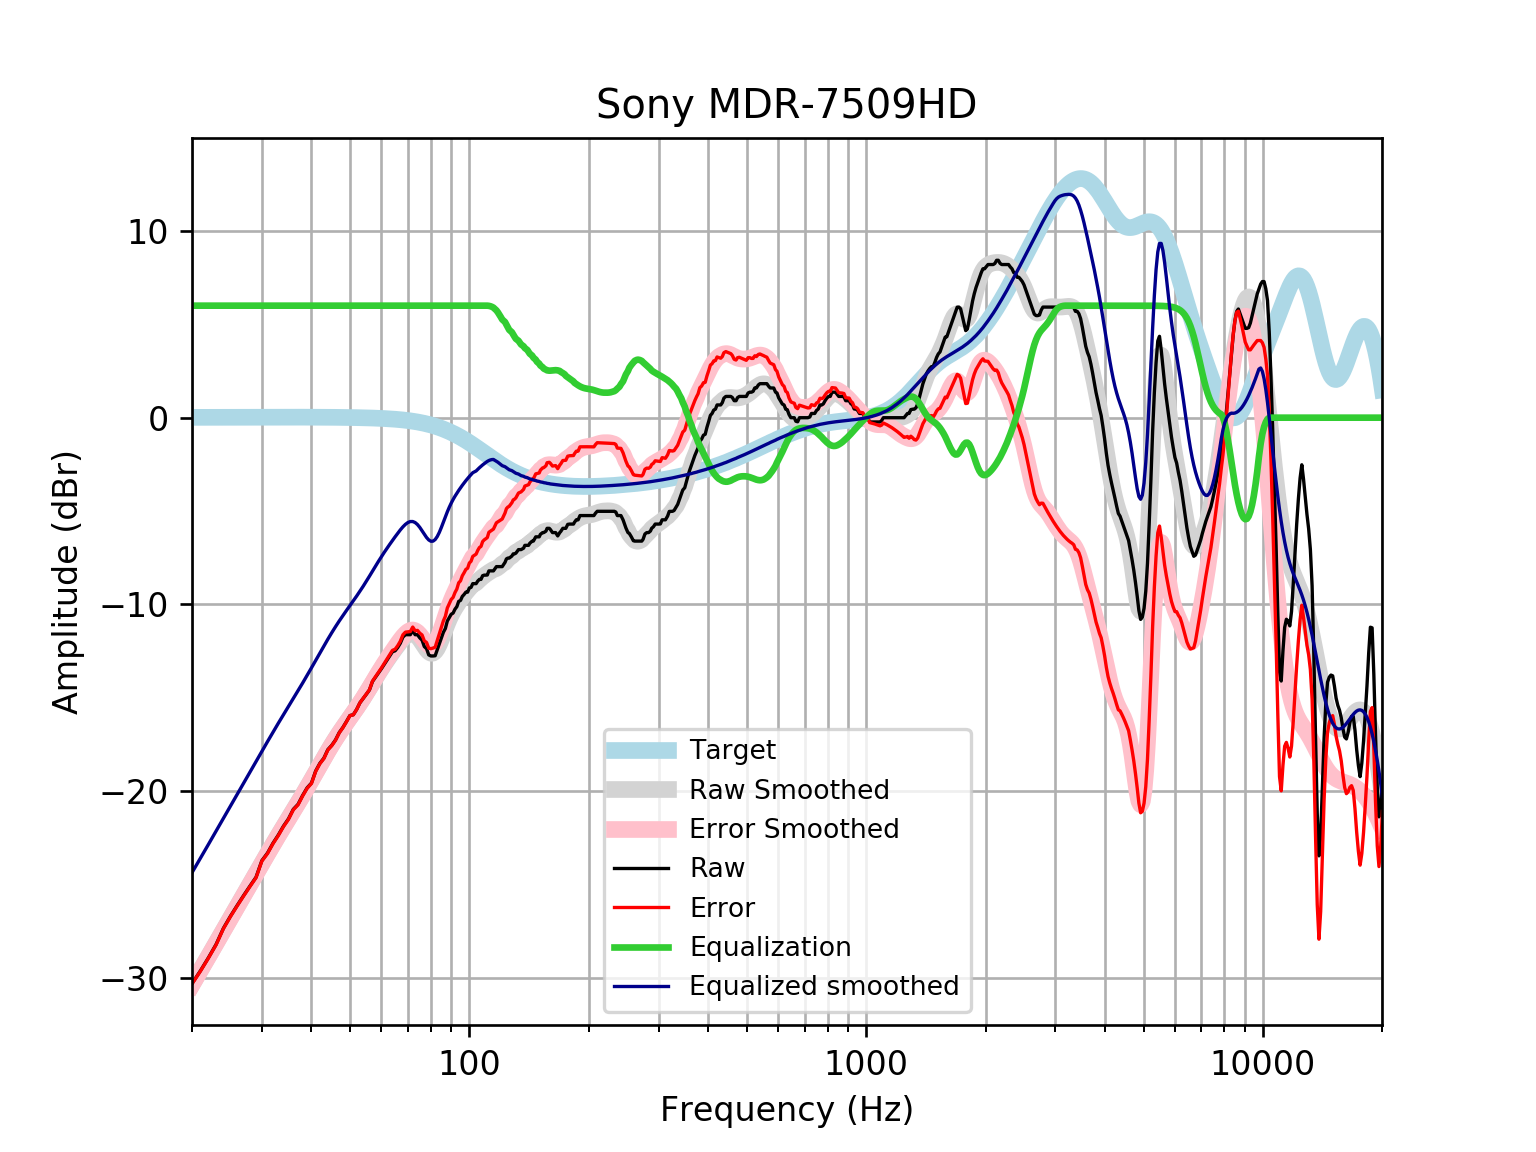 Sony MDR-7509HD
Amplitude (dBr)
10
0
−10
−20
−30
Target
Raw Smoothed
Error Smoothed
Raw
Error
Equalization
Equalized smoothed
100
1000
10000
Frequency (Hz)